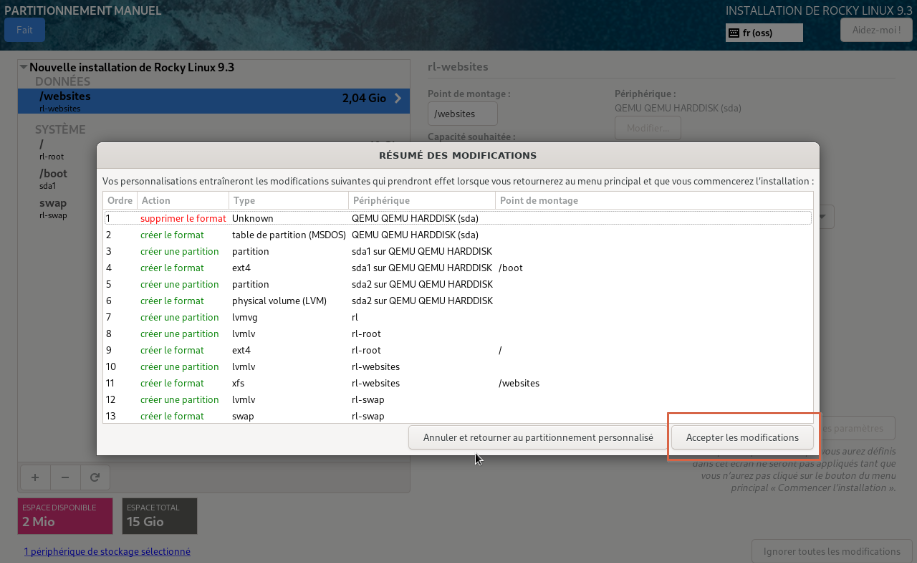 PARTITIONNEMENT MANUEL
INSTALLATION DE ROCKY LINUX 9.3
Fait
fr (oss)
Aidez-moi !
Nouvelle installation de Rocky Linux 9.3
DONNÉES
/websites
rl-websites
2,04 Gio
SYSTÈME
/
rl-root
/boot
sda1
swap
rl-swap
rl-websites
Point de montage :
/websites
Capacité souhaitée :
Périphérique :
QEMU QEMU HARDDISK (sda)
Modifier...
RÉSUMÉ DES MODIFICATIONS
Vos personnalisations entraîneront les modifications suivantes qui prendront effet lorsque vous retournerez au menu principal et que vous commencerez l'installation :
Ordre Action Type Périphérique Point de montage
1 supprimer le format Unknown QEMU QEMU HARDDISK (sda)
2 créer le format table de partition (MSDOS) QEMU QEMU HARDDISK (sda)
3 créer une partition partition sda1 sur QEMU QEMU HARDDISK
4 créer le format ext4 sda1 sur QEMU QEMU HARDDISK /boot
5 créer une partition partition sda2 sur QEMU QEMU HARDDISK
6 créer le format physical volume (LVM) sda2 sur QEMU QEMU HARDDISK
7 créer une partition lvmvg rl
8 créer une partition lvmlv rl-root
9 créer le format ext4 rl-root /
10 créer une partition lvmlv rl-websites
11 créer le format xfs rl-websites /websites
12 créer une partition lvmlv rl-swap
13 créer le format swap rl-swap
Annuler et retourner au partitionnement personnalisé
Accepter les modifications
es paramètres
vous aurez définis
dans cet écran ne seront pas appliqués tant que
vous n'aurez pas cliqué sur le bouton du menu
principal « Commencer l'installation ».
ESPACE DISPONIBLE
2 Mio
ESPACE TOTAL
15 Gio
1 périphérique de stockage sélectionné
Ignorer toutes les modifications